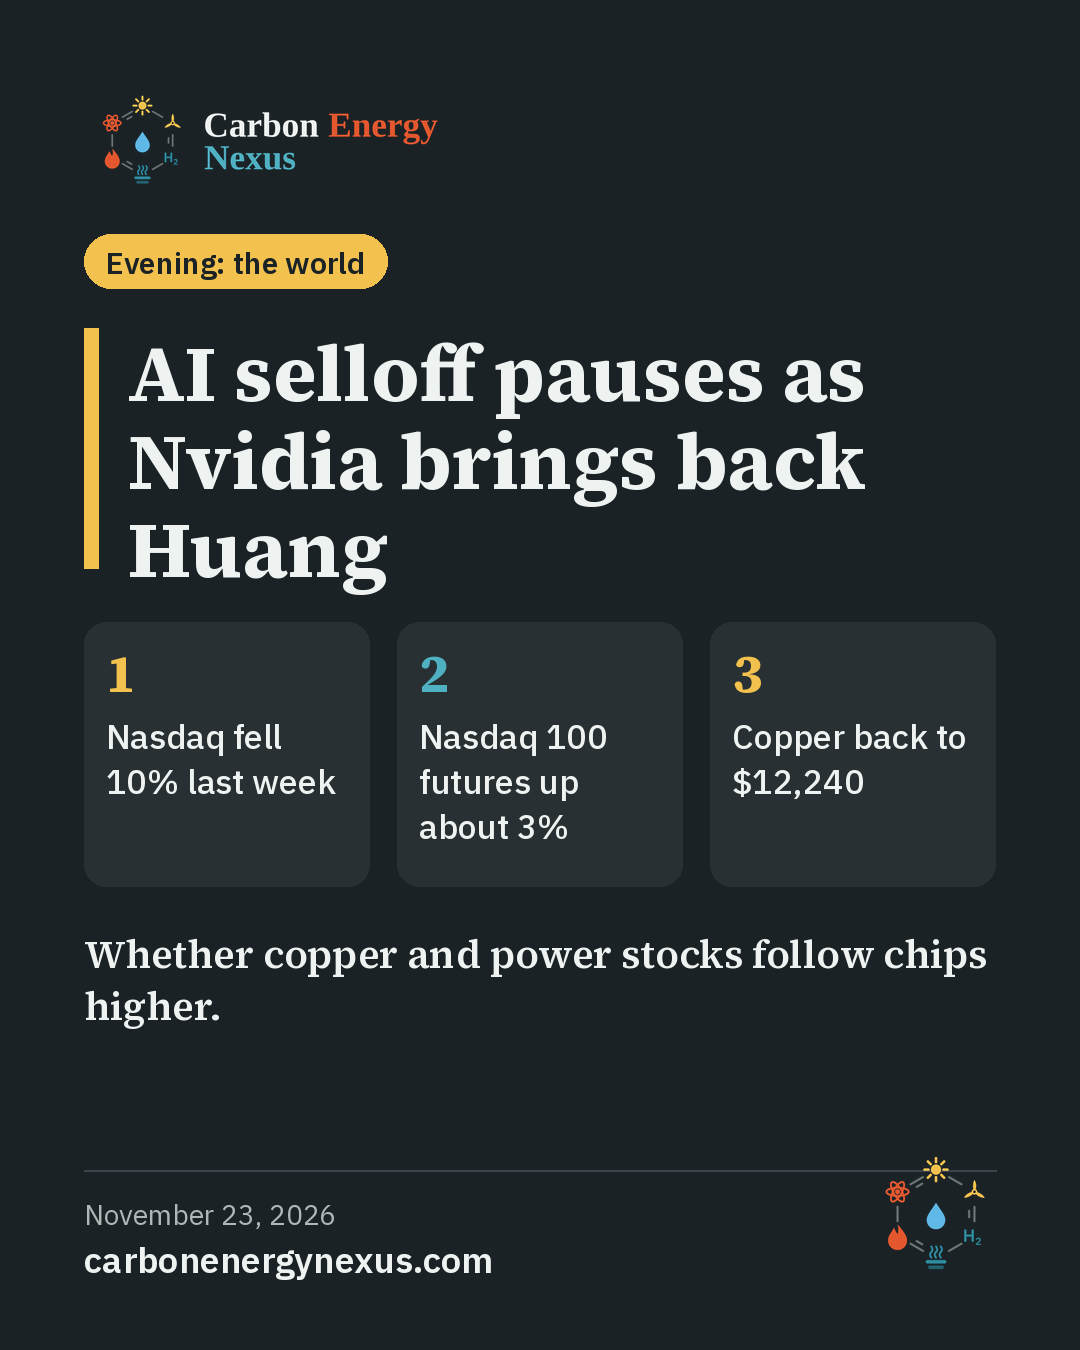 Carbon Energy
Nexus
H₂
Evening: the world
AI selloff pauses as
Nvidia brings back
Huang
1
Nasdaq fell
10% last week
2
Nasdaq 100
futures up
about 3%
3
Copper back to
$12,240
Whether copper and power stocks follow chips
higher.
November 23, 2026
carbonenergynexus.com
H₂